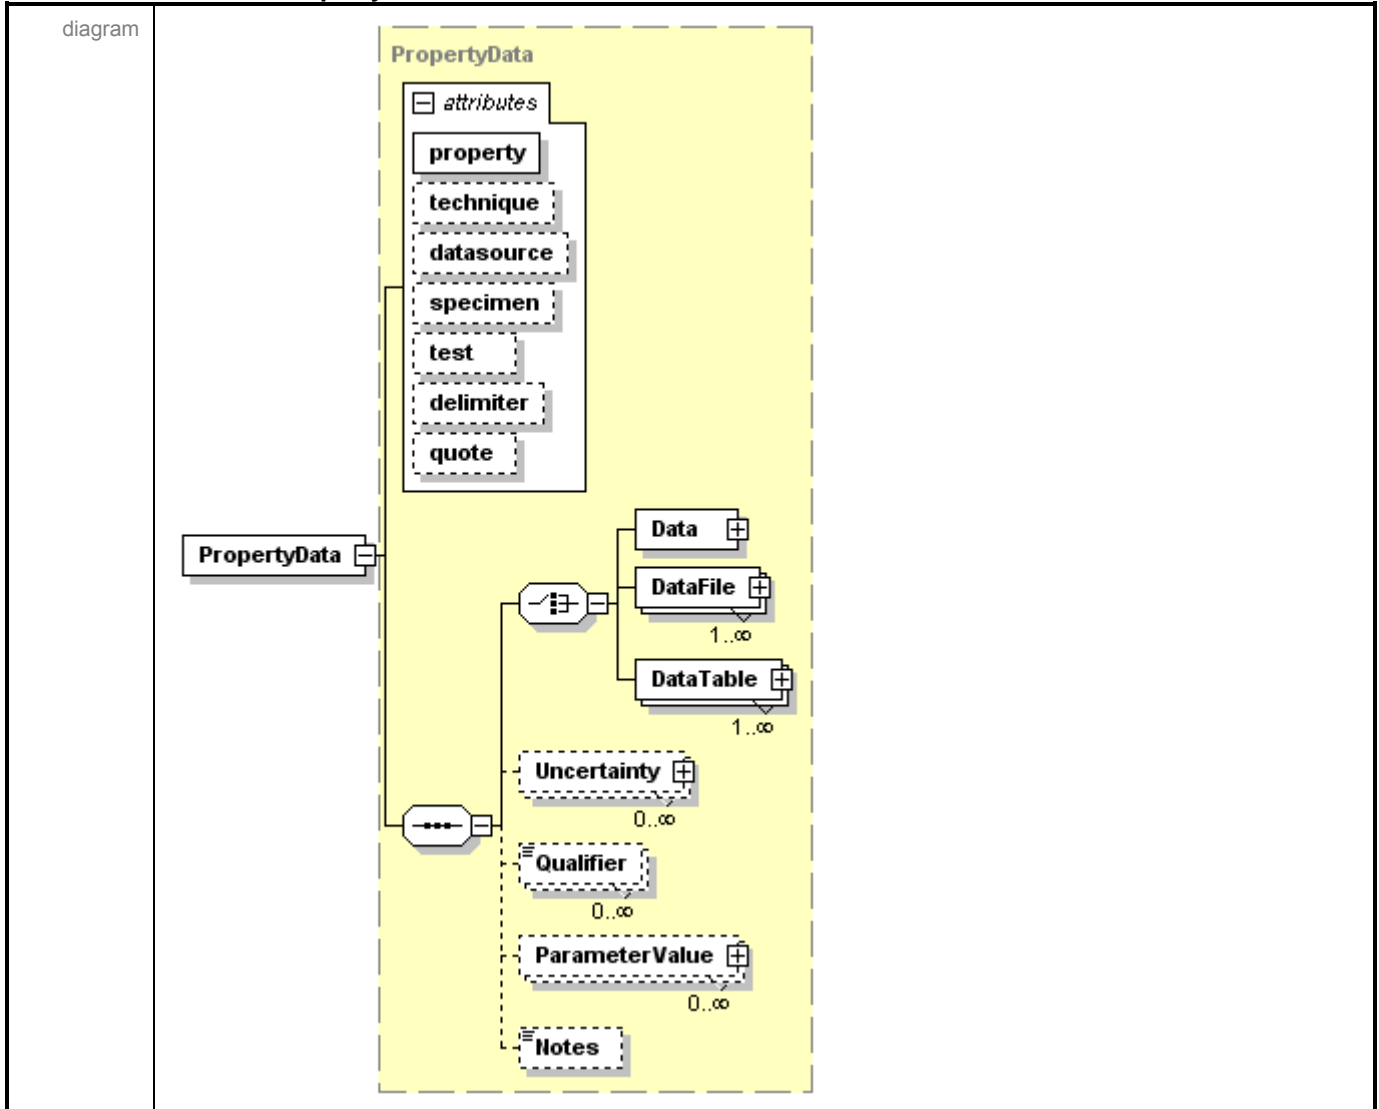 diagram
PropertyData
attributes
property
technique
datasource
specimen
test
delimiter
quote
PropertyData
Data
DataFile
1..∞
DataTable
1..∞
Uncertainty
0..∞
Qualifier
0..∞
ParameterValue
0..∞
Notes